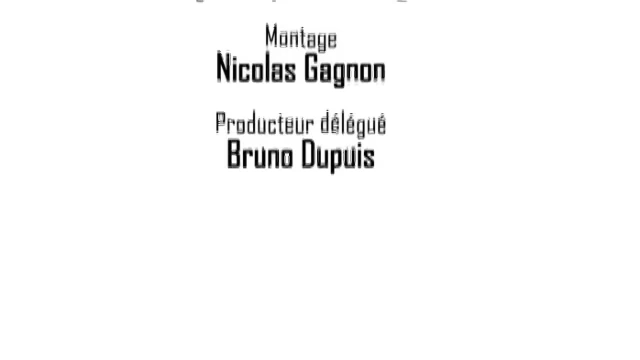 Montage
Nicolas Gagnon
Producteur délégué
Bruno Dupuis